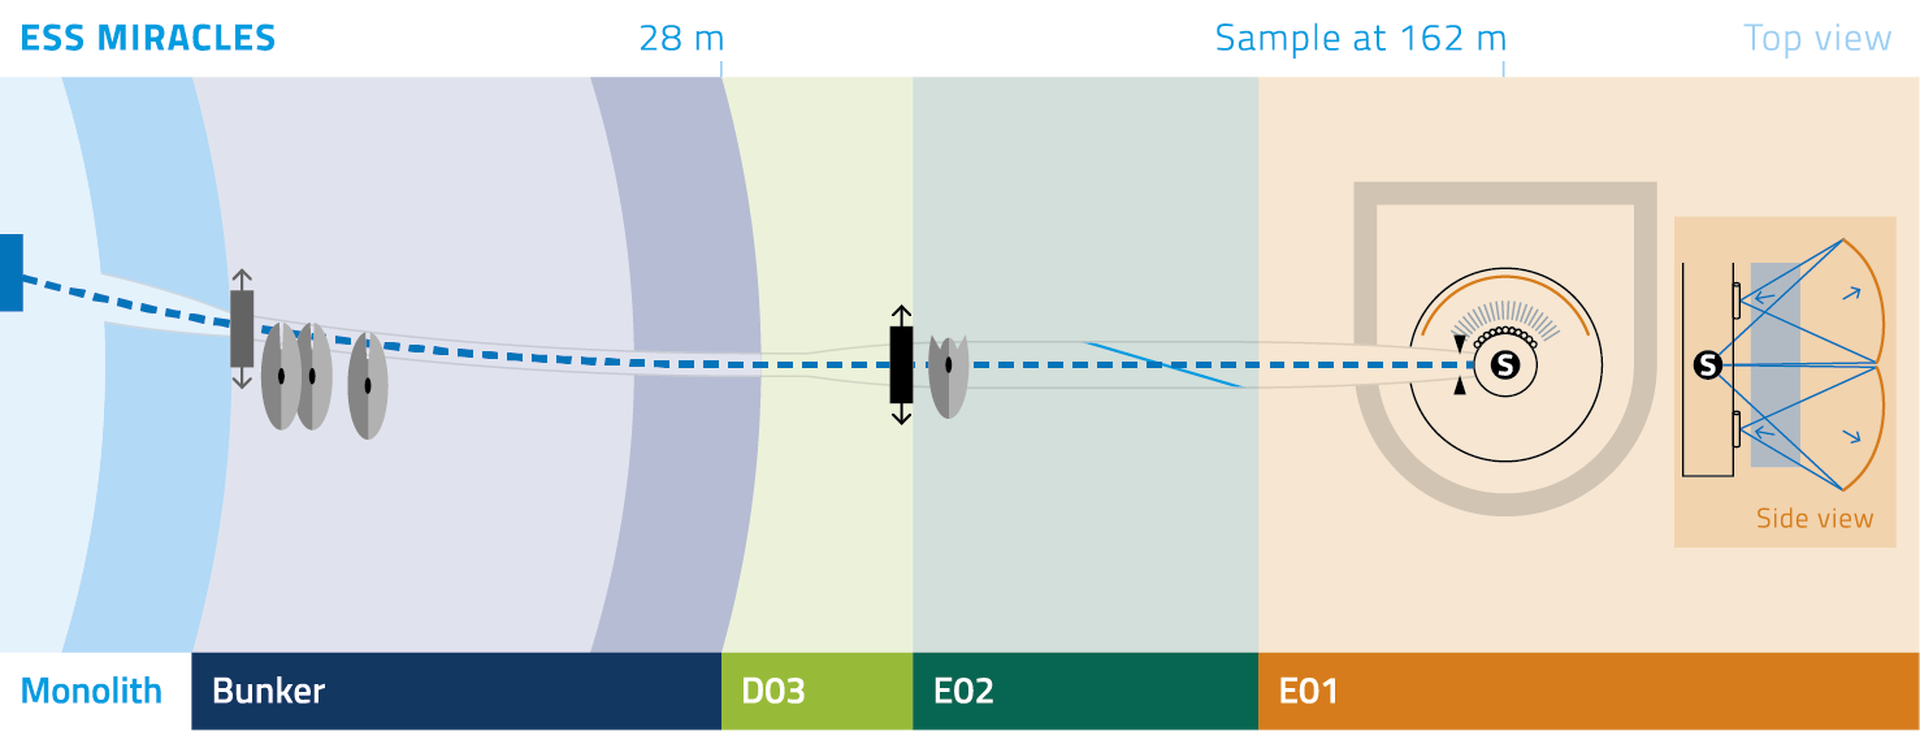 ESS MIRACLES
28 m
Sample at 162 m
Top view
S
S
Side view
Monolith
Bunker
D03
E02
E01